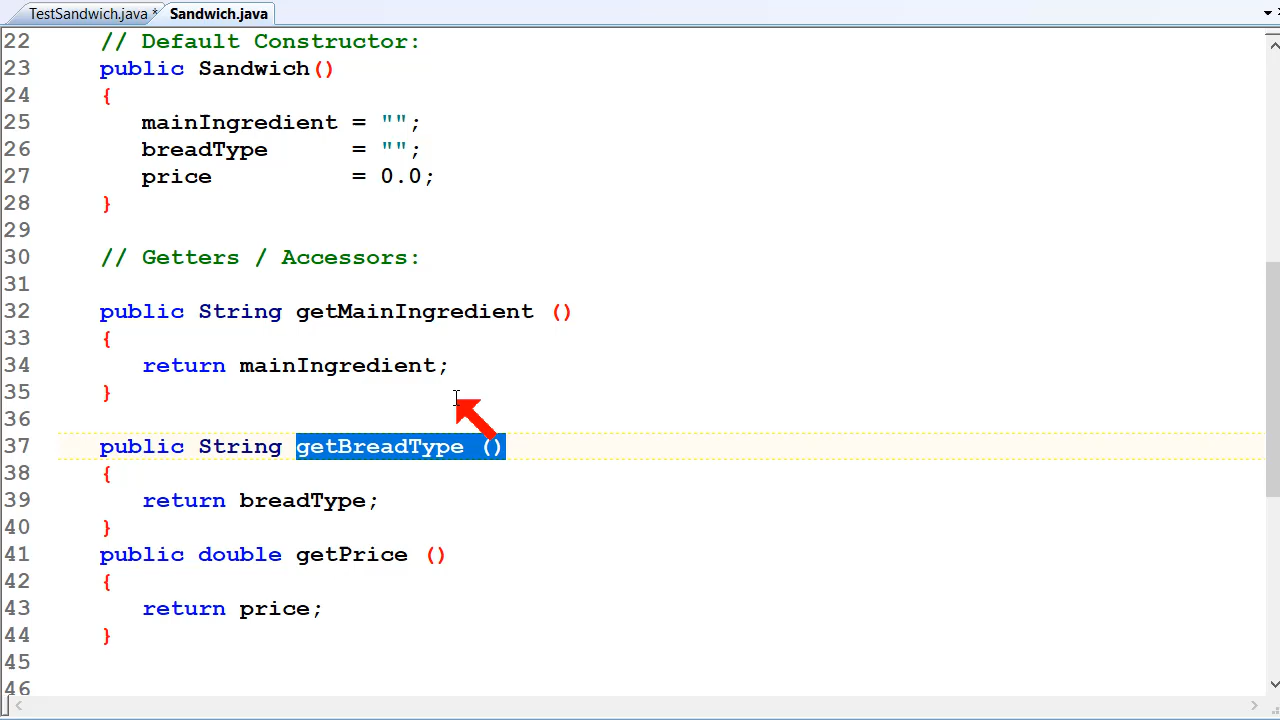 TestSandwich.java * Sandwich.java
22 // Default Constructor:
23 public Sandwich()
24 {
25 mainIngredient = "";
26 breadType = "";
27 price = 0.0;
28 }
29
30 // Getters / Accessors:
31
32 public String getMainIngredient ()
33 {
34 return mainIngredient;
35 }
36
37 public String getBreadType ()
38 {
39 return breadType;
40 }
41 public double getPrice ()
42 {
43 return price;
44 }
45
46